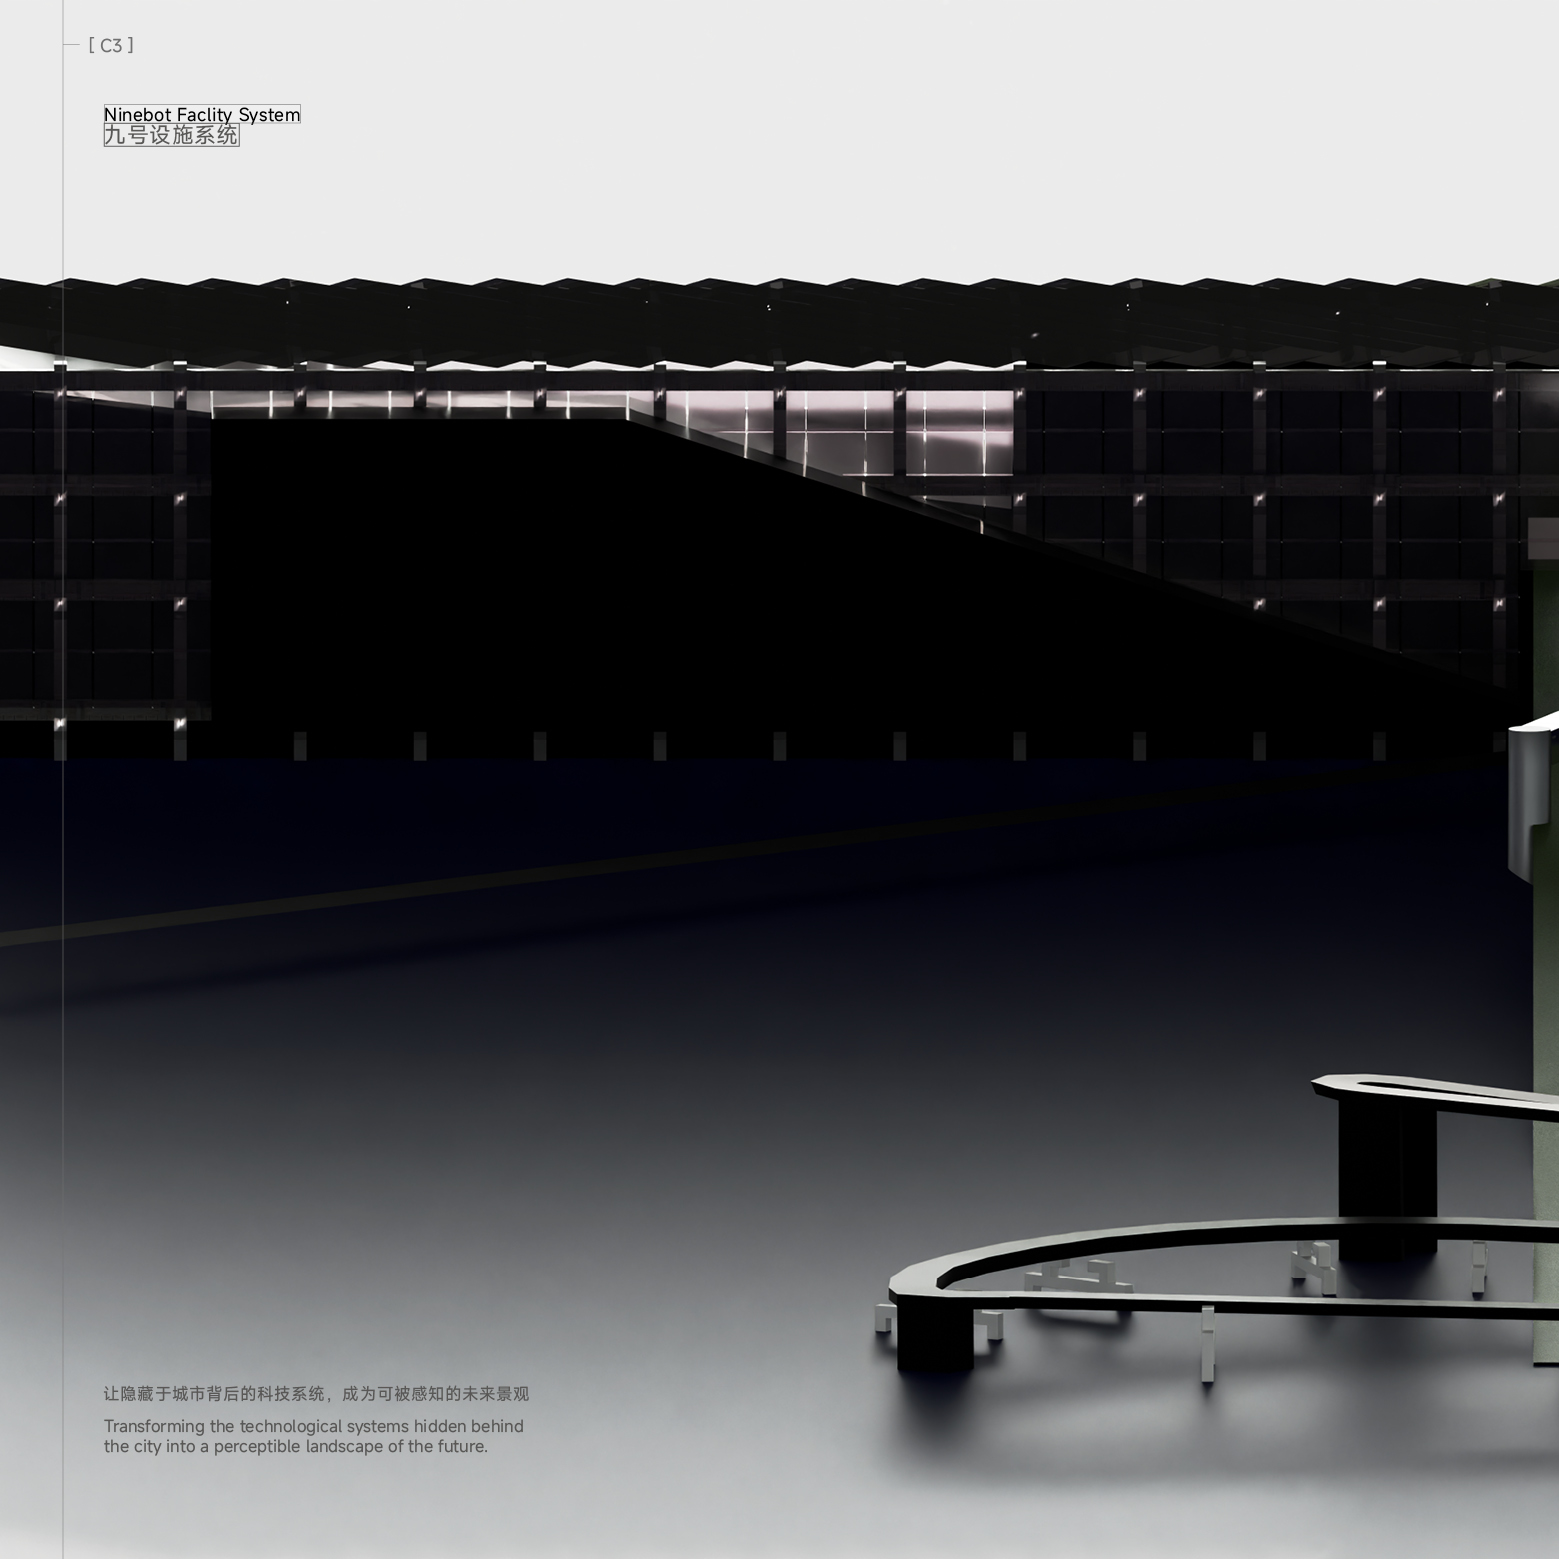 [ C3 ]
Ninebot Faclity System
九号设施系统
让隐藏于城市背后的科技系统，成为可被感知的未来景观
Transforming the technological systems hidden behind
the city into a perceptible landscape of the future.